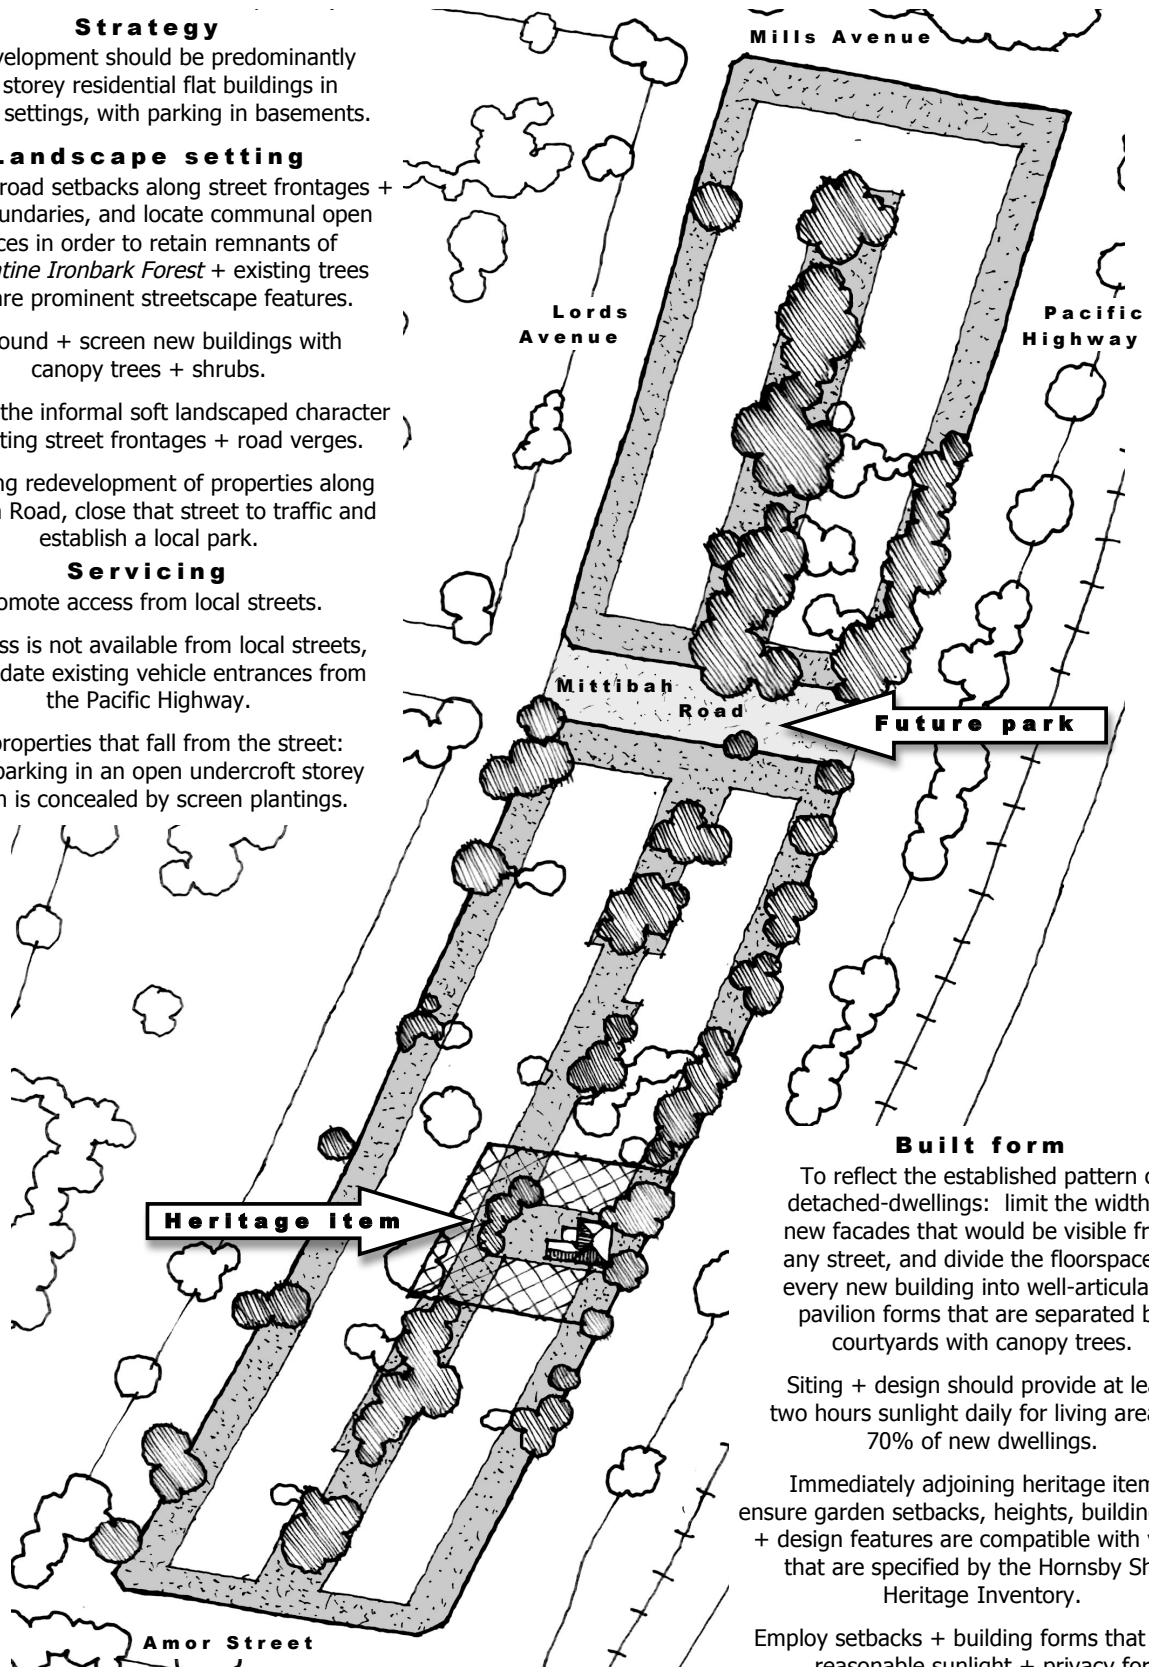 Strategy
velopment should be predominantly
storey residential flat buildings in
settings, with parking in basements.
Landscape setting
road setbacks along street frontages +
oundaries, and locate communal open
ces in order to retain remnants of
ntine Ironbark Forest + existing trees
are prominent streetscape features.
ound + screen new buildings with
canopy trees + shrubs.
the informal soft landscaped character
ting street frontages + road verges.
ng redevelopment of properties along
n Road, close that street to traffic and
establish a local park.
Servicing
omote access from local streets.
ss is not available from local streets,
date existing vehicle entrances from
the Pacific Highway.
properties that fall from the street:
parking in an open undercroft storey
n is concealed by screen plantings.
Mills Avenue
Lords
Avenue
Pacific
Highway
Mittibah
Road
Future park
Heritage item
Amor Street
Built form
To reflect the established pattern o
detached-dwellings: limit the width
new facades that would be visible fr
any street, and divide the floorspace
every new building into well-articula
pavilion forms that are separated b
courtyards with canopy trees.
Siting + design should provide at lea
two hours sunlight daily for living area
70% of new dwellings.
Immediately adjoining heritage item
ensure garden setbacks, heights, building
+ design features are compatible with v
that are specified by the Hornsby Sh
Heritage Inventory.
Employ setbacks + building forms that
reasonable sunlight + privacy for